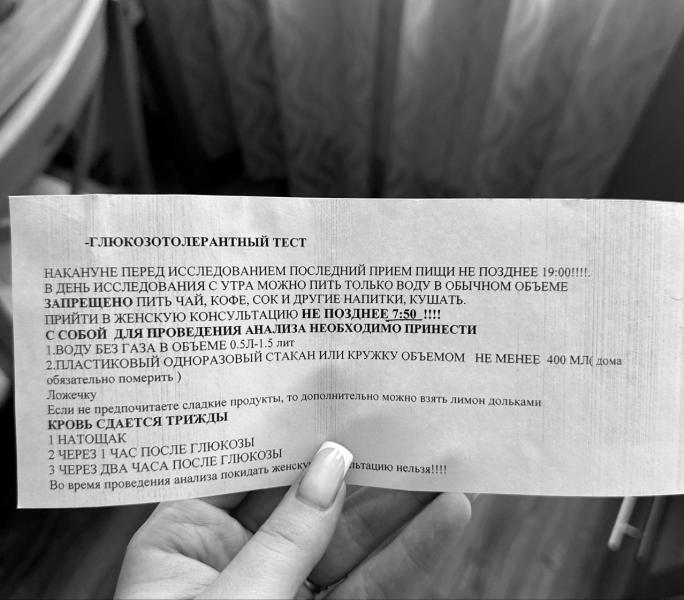 -ГЛЮКОЗОТОЛЕРАНТНЫЙ ТЕСТ
НАКАНУНЕ ПЕРЕД ИССЛЕДОВАНИЕМ ПОСЛЕДНИЙ ПРИЕМ ПИЩИ НЕ ПОЗДНЕЕ 19:00!!!!.
В ДЕНЬ ИССЛЕДОВАНИЯ С УТРА МОЖНО ПИТЬ ТОЛЬКО ВОДУ В ОБЫЧНОМ ОБЪЕМЕ
ЗАПРЕЩЕНО ПИТЬ ЧАЙ, КОФЕ, СОК И ДРУГИЕ НАПИТКИ, КУШАТЬ.
ПРИЙТИ В ЖЕНСКУЮ КОНСУЛЬТАЦИЮ НЕ ПОЗДНЕЕ 7:50 !!!!
С СОБОЙ ДЛЯ ПРОВЕДЕНИЯ АНАЛИЗА НЕОБХОДИМО ПРИНЕСТИ
1.ВОДУ БЕЗ ГАЗА В ОБЪЕМЕ 0.5Л-1.5 лит
2.ПЛАСТИКОВЫЙ ОДНОРАЗОВЫЙ СТАКАН ИЛИ КРУЖКУ ОБЪЕМОМ НЕ МЕНЕЕ 400 МЛ( дома
обязательно померить )
Ложечку
Если не предпочитаете сладкие продукты, то дополнительно можно взять лимон дольками
КРОВЬ СДАЕТСЯ ТРИЖДЫ
1 НАТОЩАК
2 ЧЕРЕЗ 1 ЧАС ПОСЛЕ ГЛЮКОЗЫ
3 ЧЕРЕЗ ДВА ЧАСА ПОСЛЕ ГЛЮКОЗЫ
Во время проведения анализа покидать нельзя!!!!